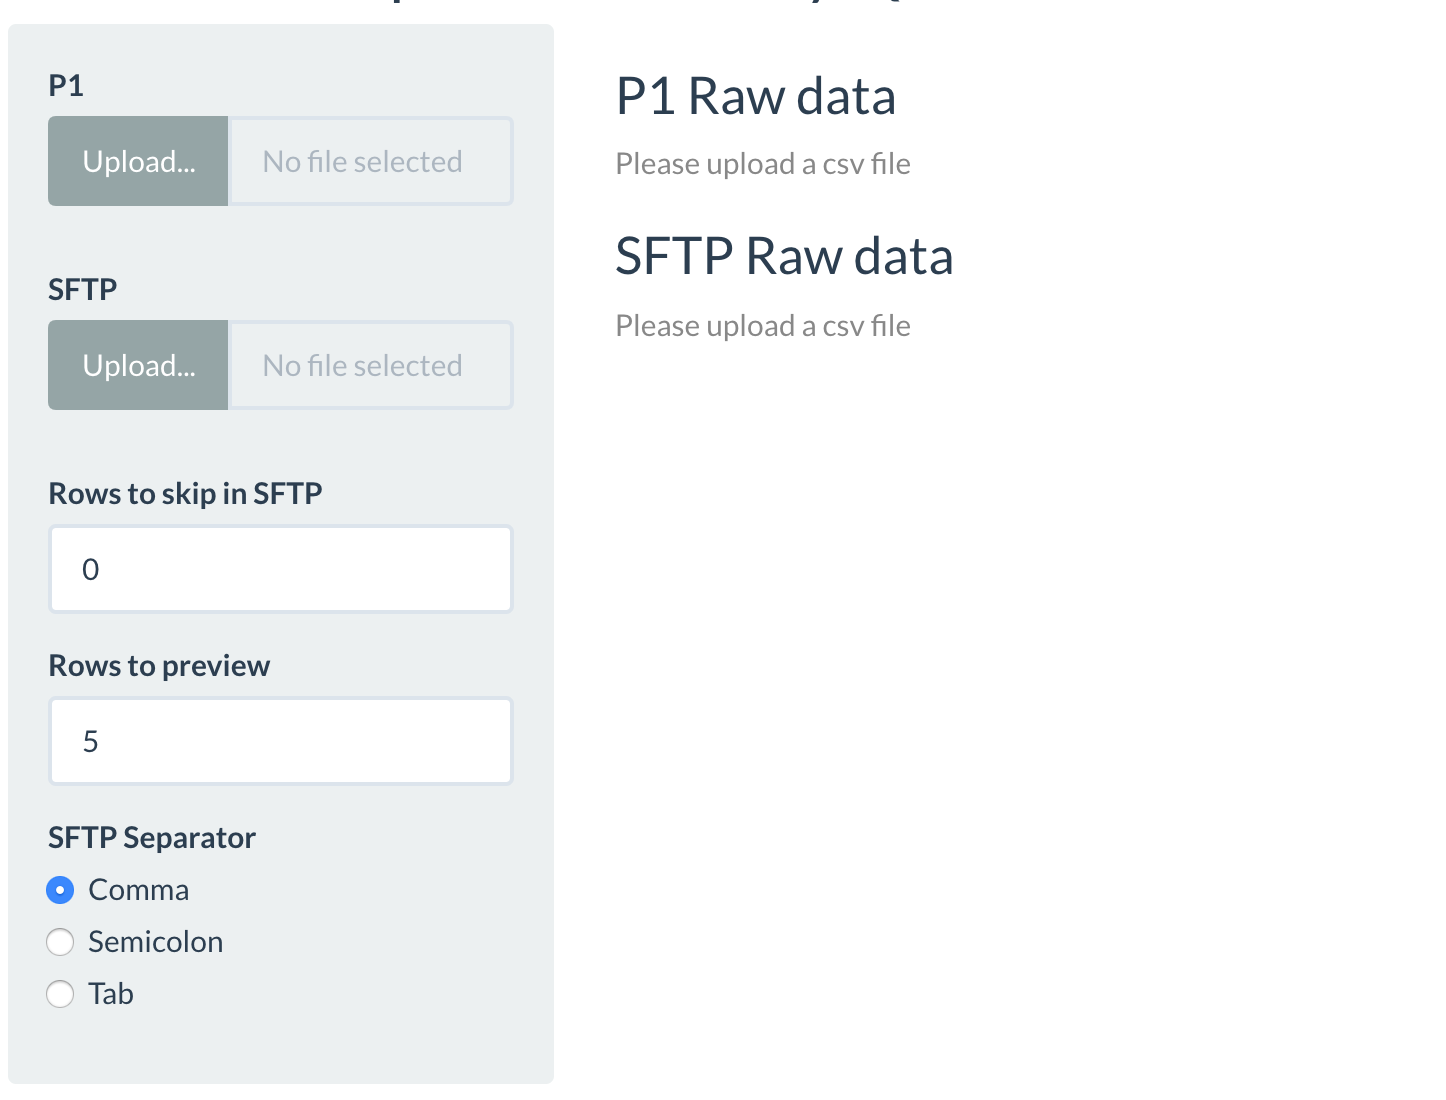 P1
Upload...
No file selected
SFTP
Upload...
No file selected
Rows to skip in SFTP
0
Rows to preview
5
SFTP Separator
Comma
Semicolon
Tab
P1 Raw data
Please upload a csv file
SFTP Raw data
Please upload a csv file